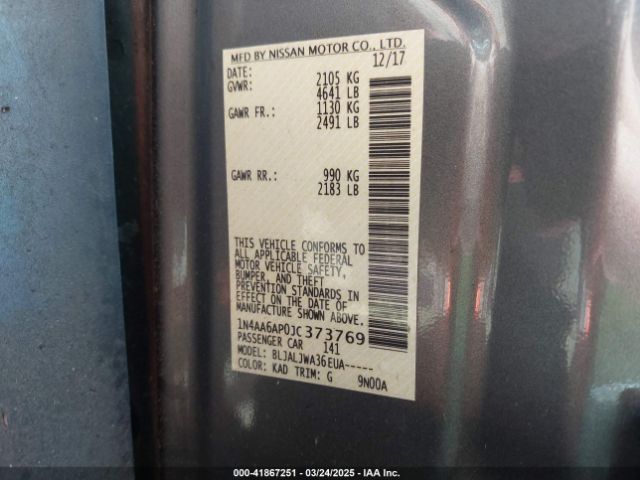 MFD BY NISSAN MOTOR CO., LTD.
DATE: 12/17
GVWR: 2105 KG
4641 LB
GAWR FR.: 1130 KG
2491 LB
GAWR RR.: 990 KG
2183 LB
THIS VEHICLE CONFORMS TO
ALL APPLICABLE FEDERAL
MOTOR VEHICLE SAFETY,
BUMPER, AND THEFT
PREVENTION STANDARDS IN
EFFECT ON THE DATE OF
MANUFACTURE SHOWN ABOVE.
1N4AA6AP0JC373769
PASSENGER CAR 141
MODEL: BLJALJWA36EUA-----
COLOR: KAD TRIM: G 9N00A
000-41867251 | 03/24/2025 | IAA Inc.